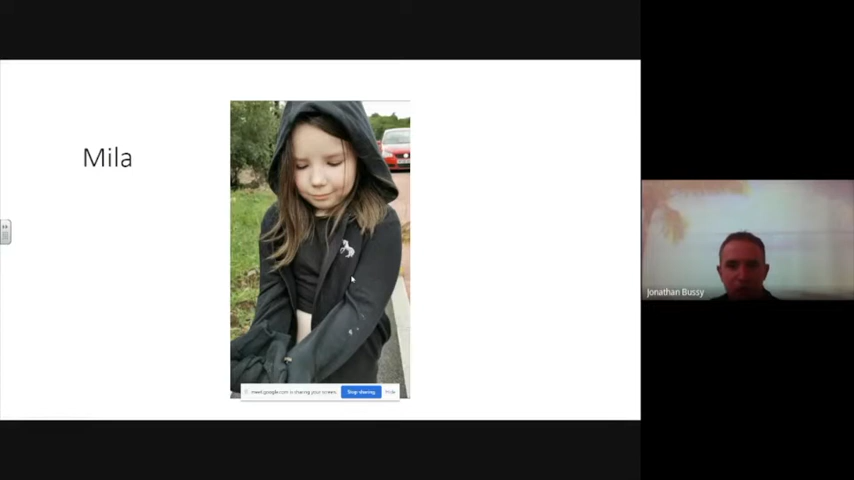 Mila
meet.google.com is sharing your screen.
Stop sharing
Hide
Jonathan Bussy